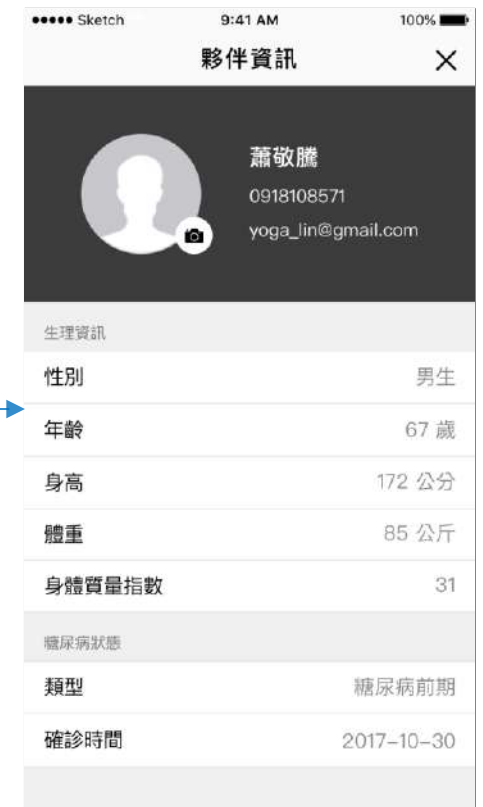 ●●●●● Sketch 9:41 AM 100%
夥伴資訊
蕭敬騰
0918108571
yoga_lin@gmail.com
生理資訊
性別 男生
年齡 67 歲
身高 172 公分
體重 85 公斤
身體質量指數 31
糖尿病狀態
類型 糖尿病前期
確診時間 2017-10-30